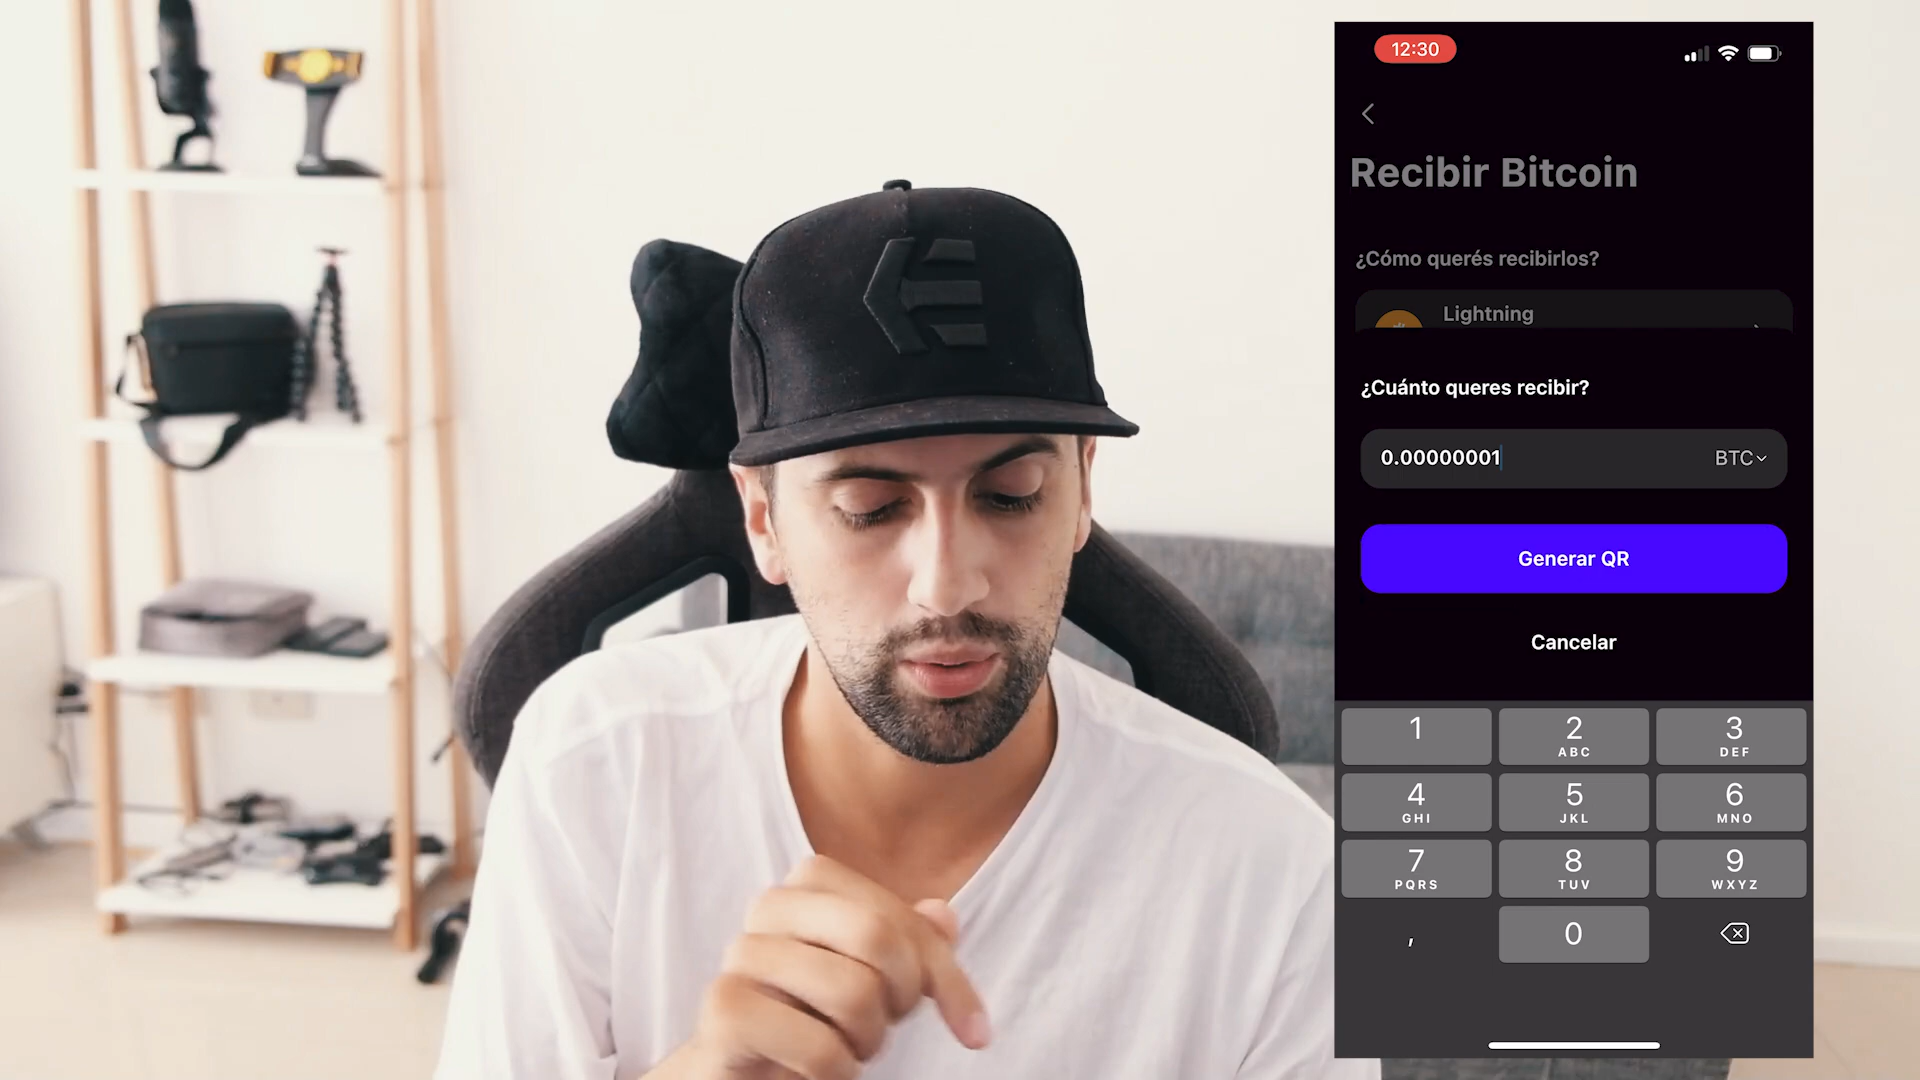 12:30
Recibir Bitcoin
¿Cómo querés recibirlos?
Lightning
¿Cuánto queres recibir?
0.00000001
BTC
Generar QR
Cancelar
1
2
ABC
3
DEF
4
GHI
5
JKL
6
MNO
7
PQRS
8
TUV
9
WXYZ
,
0